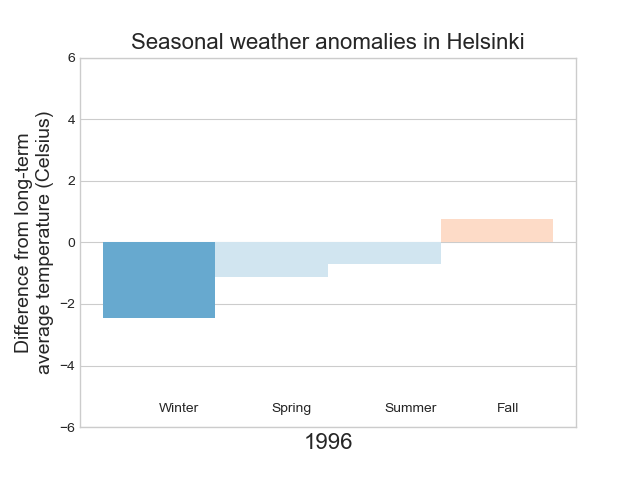 Seasonal weather anomalies in Helsinki
Difference from long-term
average temperature (Celsius)
6
4
2
0
−2
−4
−6
Winter Spring Summer Fall
1996